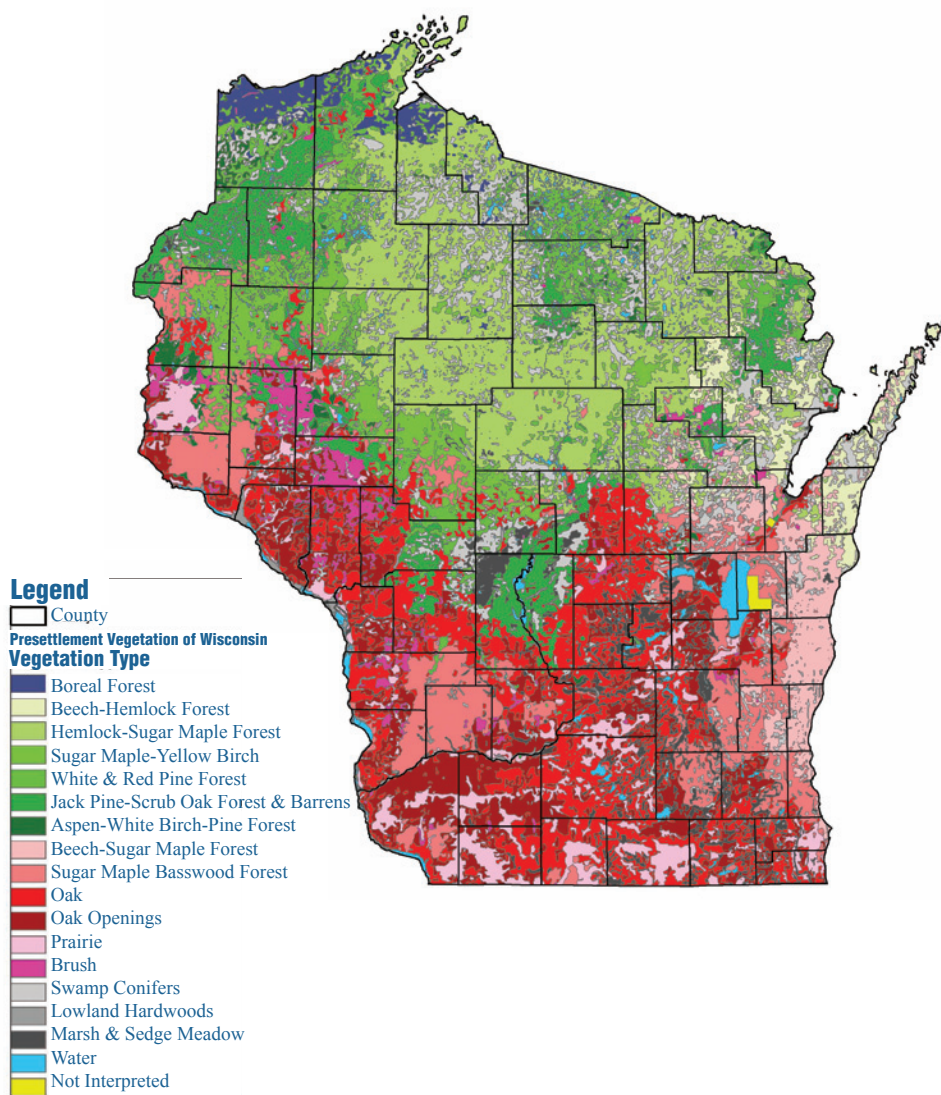 Legend
County
Presettlement Vegetation of Wisconsin
Vegetation Type
Boreal Forest
Beech-Hemlock Forest
Hemlock-Sugar Maple Forest
Sugar Maple-Yellow Birch
White & Red Pine Forest
Jack Pine-Scrub Oak Forest & Barrens
Aspen-White Birch-Pine Forest
Beech-Sugar Maple Forest
Sugar Maple Basswood Forest
Oak
Oak Openings
Prairie
Brush
Swamp Conifers
Lowland Hardwoods
Marsh & Sedge Meadow
Water
Not Interpreted